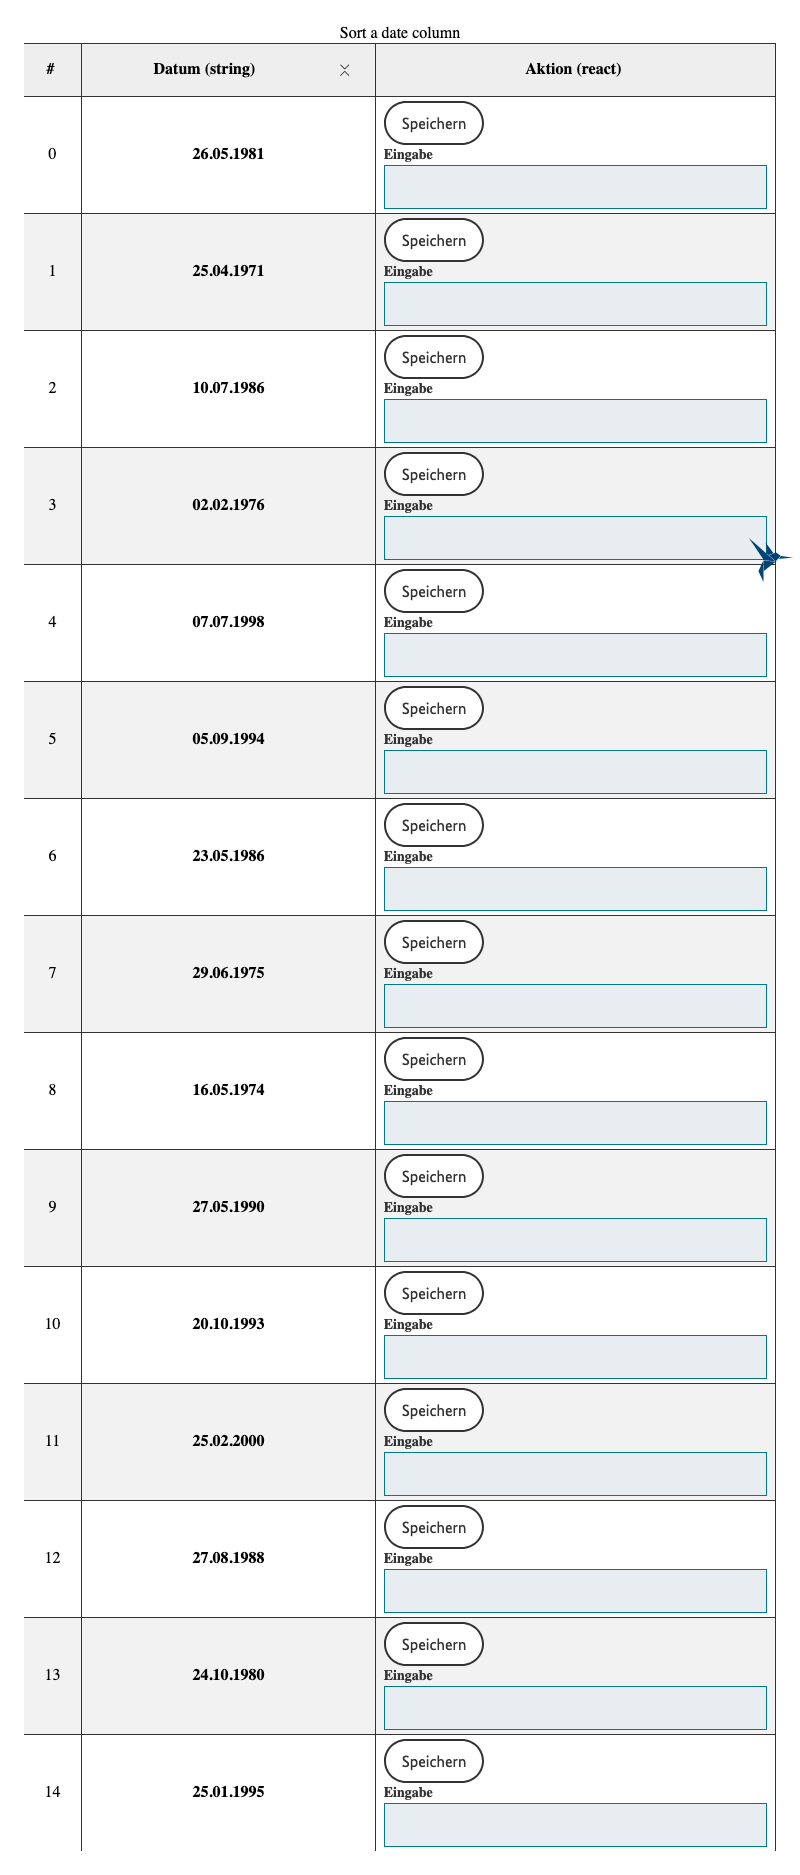 Sort a date column
# Datum (string) Aktion (react)
Speichern
0 26.05.1981 Eingabe
Speichern
1 25.04.1971 Eingabe
Speichern
2 10.07.1986 Eingabe
Speichern
3 02.02.1976 Eingabe
Speichern
4 07.07.1998 Eingabe
Speichern
5 05.09.1994 Eingabe
Speichern
6 23.05.1986 Eingabe
Speichern
7 29.06.1975 Eingabe
Speichern
8 16.05.1974 Eingabe
Speichern
9 27.05.1990 Eingabe
Speichern
10 20.10.1993 Eingabe
Speichern
11 25.02.2000 Eingabe
Speichern
12 27.08.1988 Eingabe
Speichern
13 24.10.1980 Eingabe
Speichern
14 25.01.1995 Eingabe